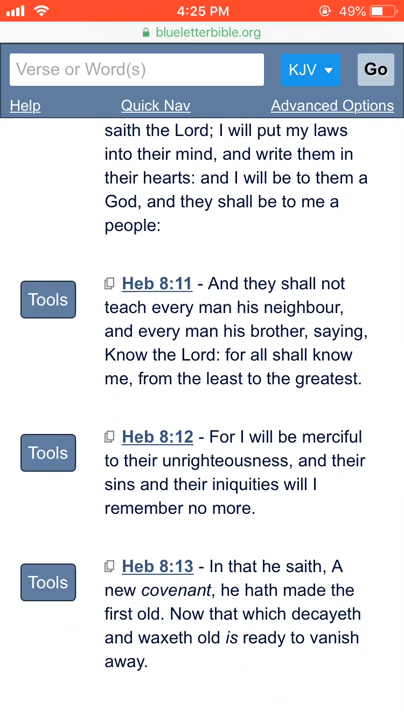 4:25 PM 49%
blueletterbible.org
Verse or Word(s) KJV Go
Help Quick Nav Advanced Options
saith the Lord; I will put my laws
into their mind, and write them in
their hearts: and I will be to them a
God, and they shall be to me a
people:
Tools
Heb 8:11 - And they shall not
teach every man his neighbour,
and every man his brother, saying,
Know the Lord: for all shall know
me, from the least to the greatest.
Tools
Heb 8:12 - For I will be merciful
to their unrighteousness, and their
sins and their iniquities will I
remember no more.
Tools
Heb 8:13 - In that he saith, A
new covenant, he hath made the
first old. Now that which decayeth
and waxeth old is ready to vanish
away.